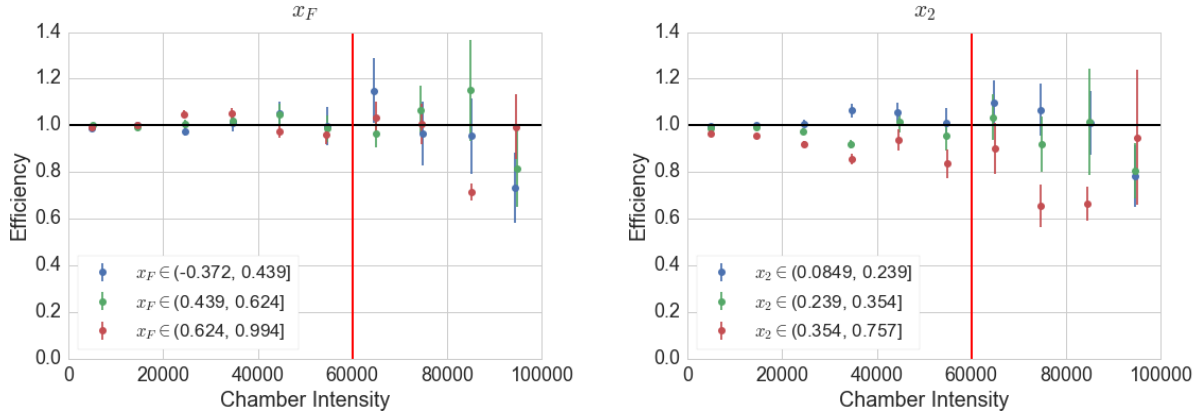 x_F
1.4
1.2
1.0
0.8
0.6
0.4
0.2
0.0
Efficiency
x_F ∈ (-0.372, 0.439]
x_F ∈ (0.439, 0.624]
x_F ∈ (0.624, 0.994]
0 20000 40000 60000 80000 100000
Chamber Intensity
x_2
1.4
1.2
1.0
0.8
0.6
0.4
0.2
0.0
Efficiency
x_2 ∈ (0.0849, 0.239]
x_2 ∈ (0.239, 0.354]
x_2 ∈ (0.354, 0.757]
0 20000 40000 60000 80000 100000
Chamber Intensity